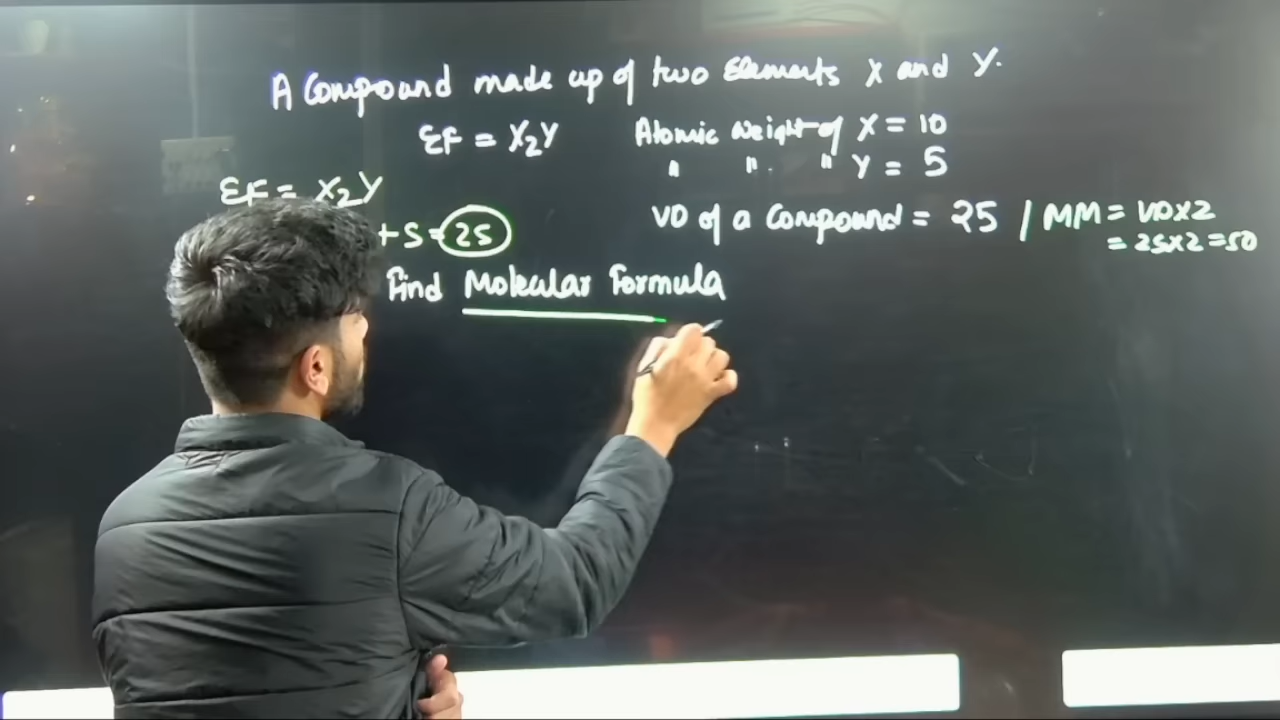 A Compound made up of two Elements X and Y.
EF = X₂Y
Atomic weight of X = 10
" " " Y = 5
EF = X₂Y
+ 5 = 25
VD of a Compound = 25 / MM = VD×2
= 25×2 = 50
Find Molecular Formula